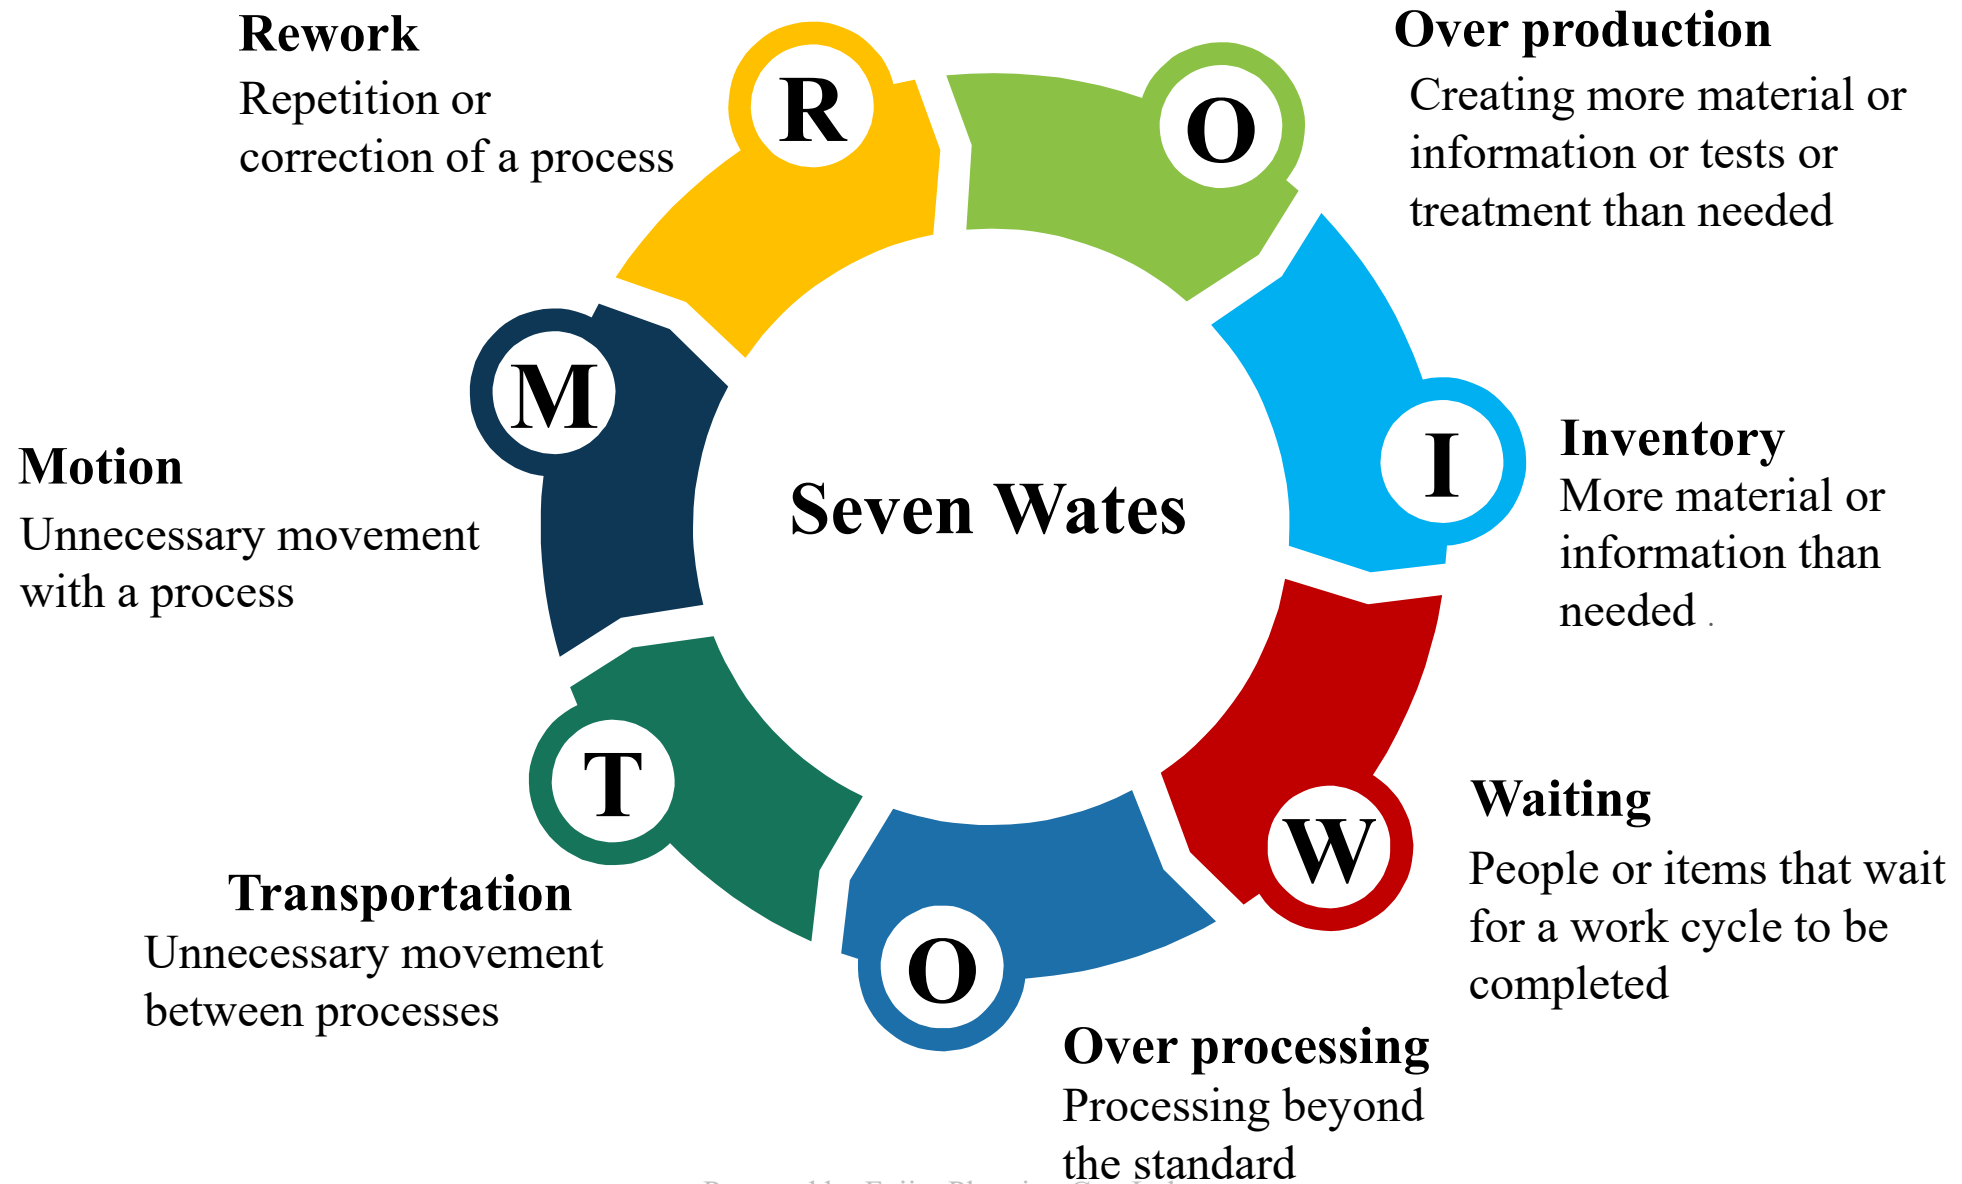 Rework
Repetition or
correction of a process
R
Over production
Creating more material or
information or tests or
treatment than needed
O
Inventory
More material or
information than
needed .
I
Waiting
People or items that wait
for a work cycle to be
completed
W
Over processing
Processing beyond
the standard
O
Transportation
Unnecessary movement
between processes
T
Motion
Unnecessary movement
with a process
M
Seven Wates